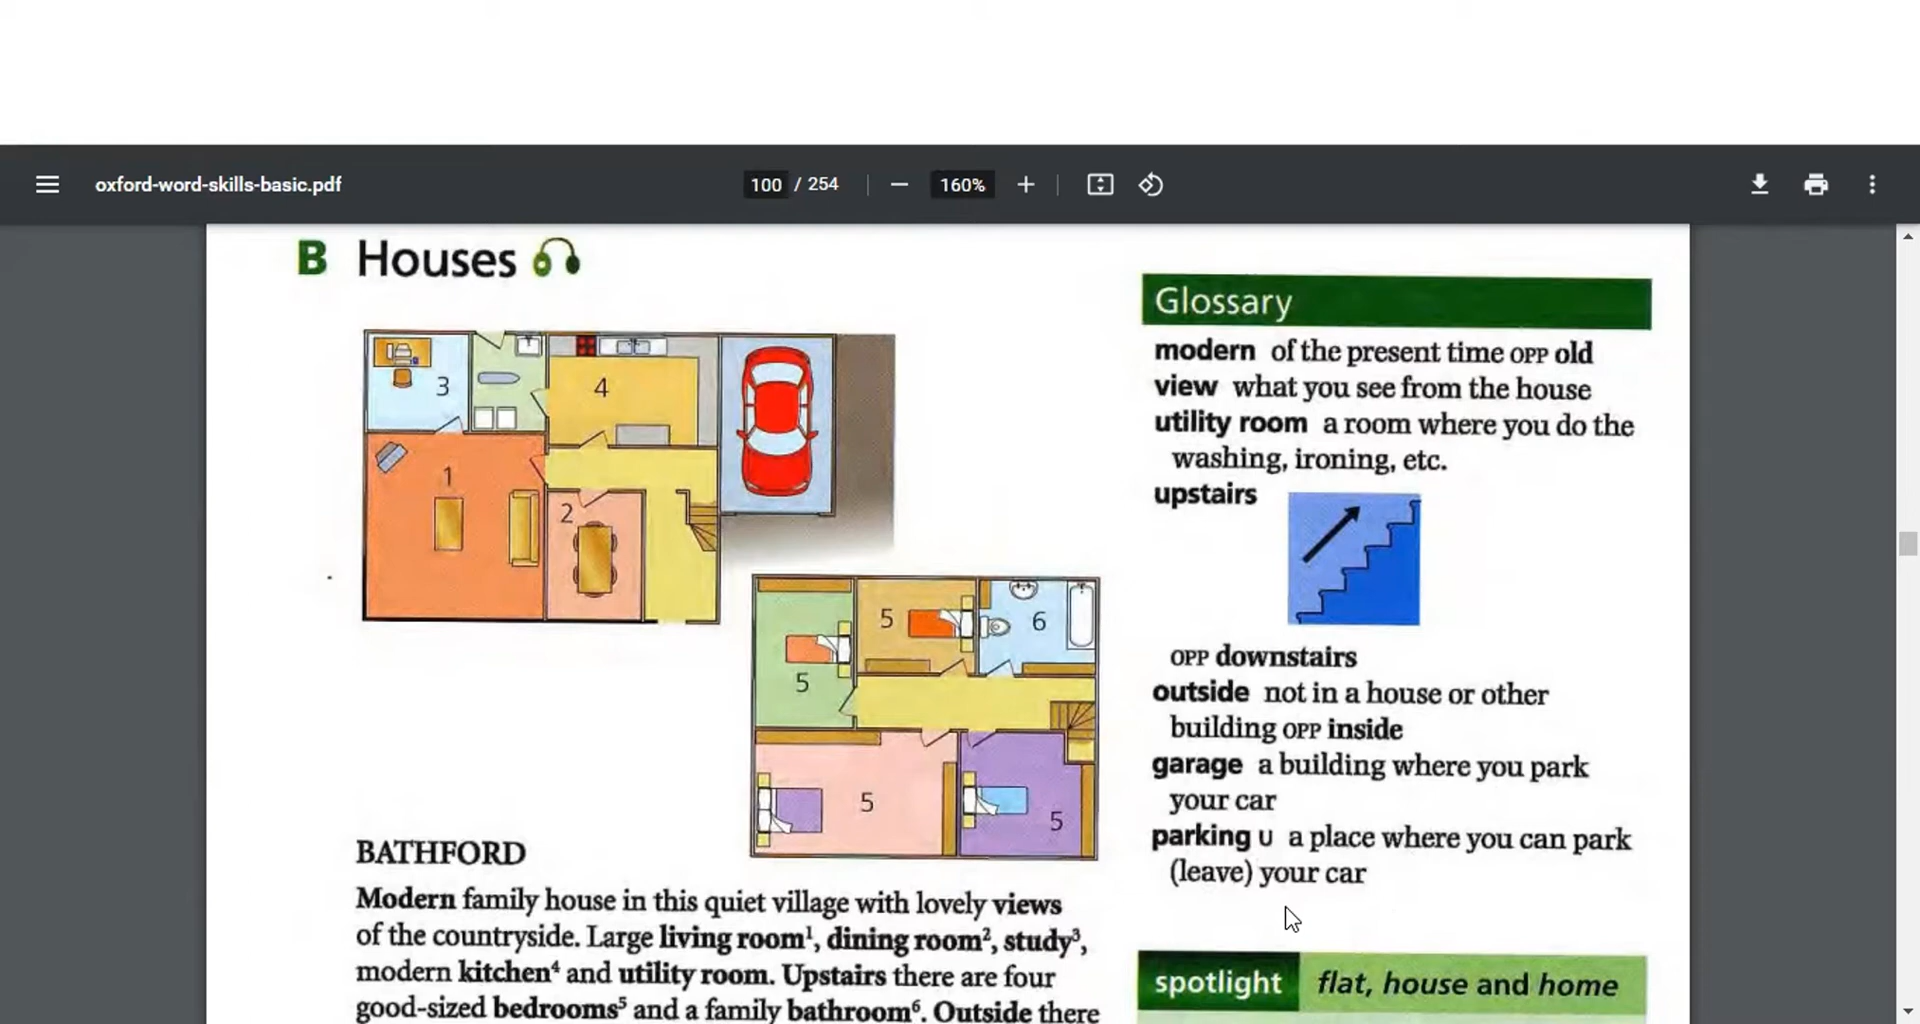 oxford-word-skills-basic.pdf
100 / 254
160%
B Houses
3
4
1
2
5
5
6
5
5
BATHFORD
Modern family house in this quiet village with lovely views
of the countryside. Large living room¹, dining room², study³,
modern kitchen⁴ and utility room. Upstairs there are four
good-sized bedrooms⁵ and a family bathroom⁶. Outside there
Glossary
modern of the present time OPP old
view what you see from the house
utility room a room where you do the
washing, ironing, etc.
upstairs
OPP downstairs
outside not in a house or other
building OPP inside
garage a building where you park
your car
parking U a place where you can park
(leave) your car
spotlight flat, house and home